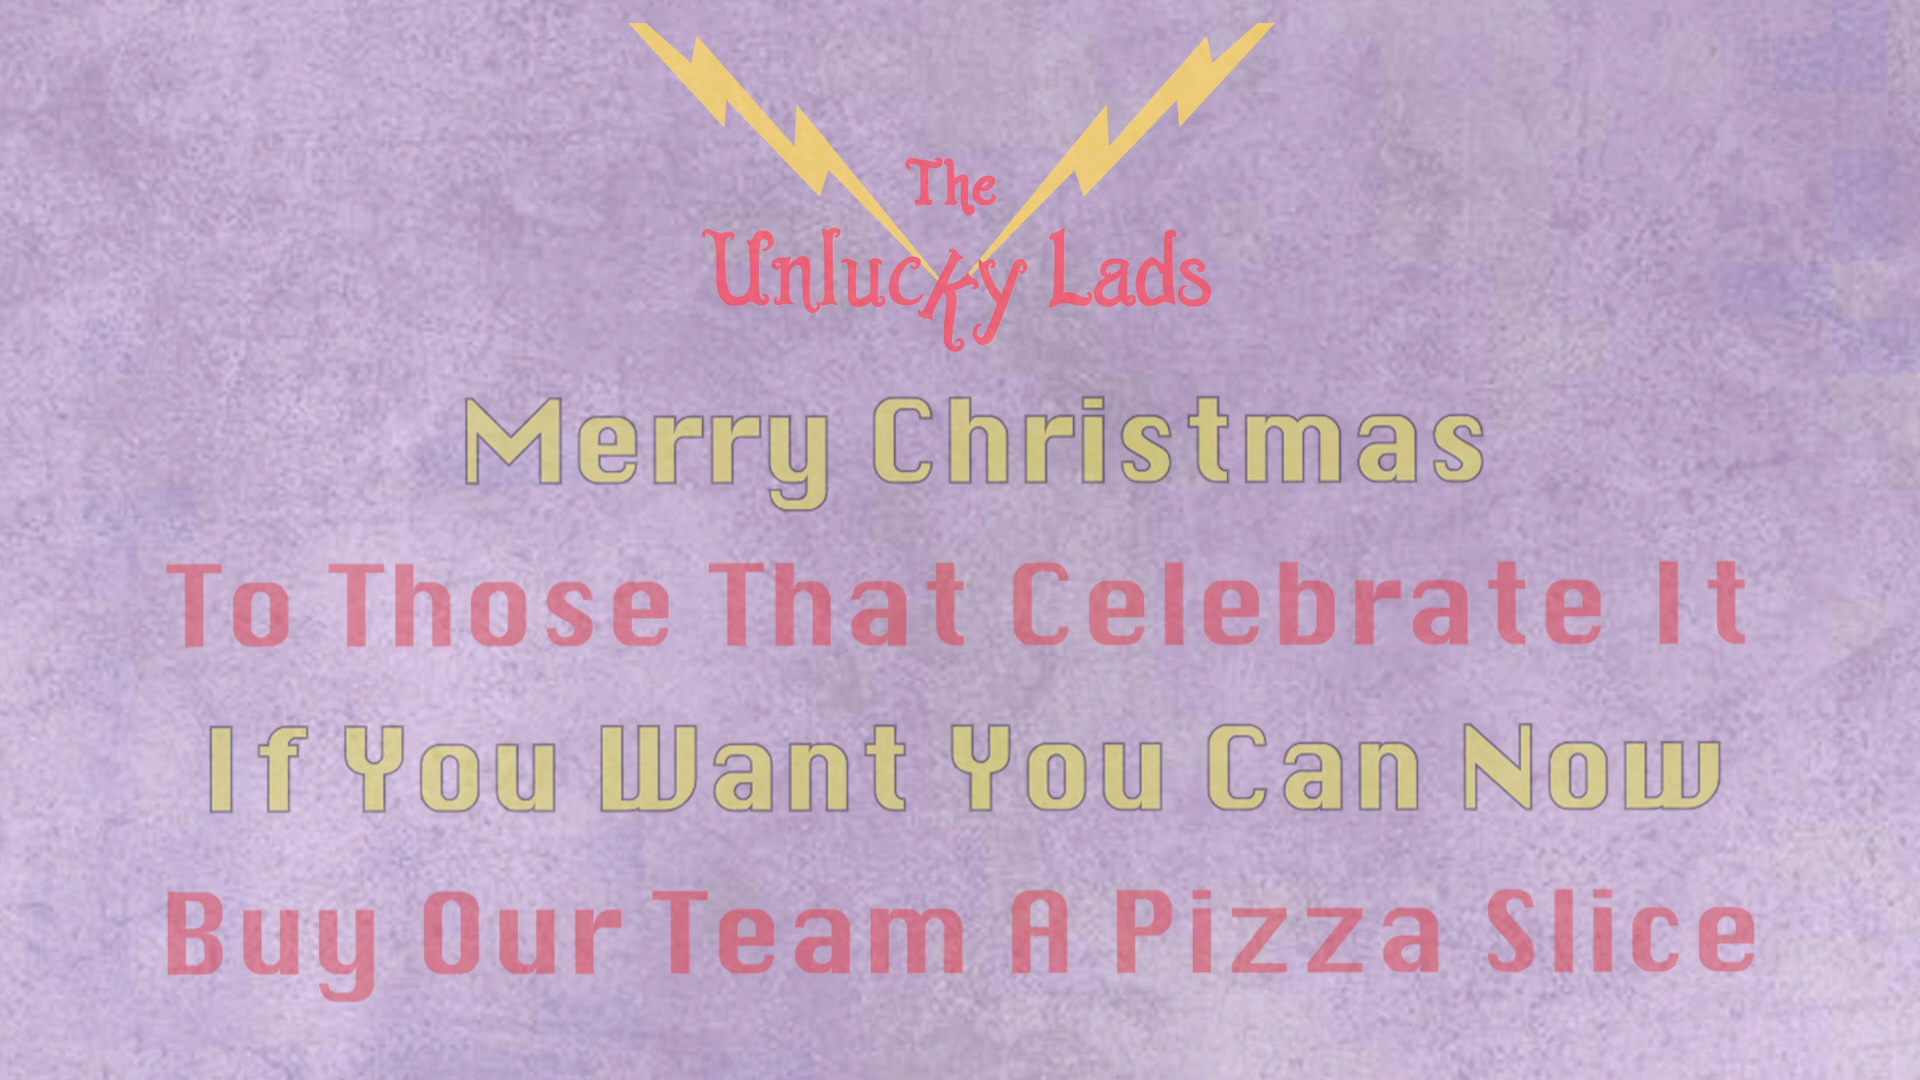 The
Unlucky Lads
Merry Christmas
To Those That Celebrate It
If You Want You Can Now
Buy Our Team A Pizza Slice